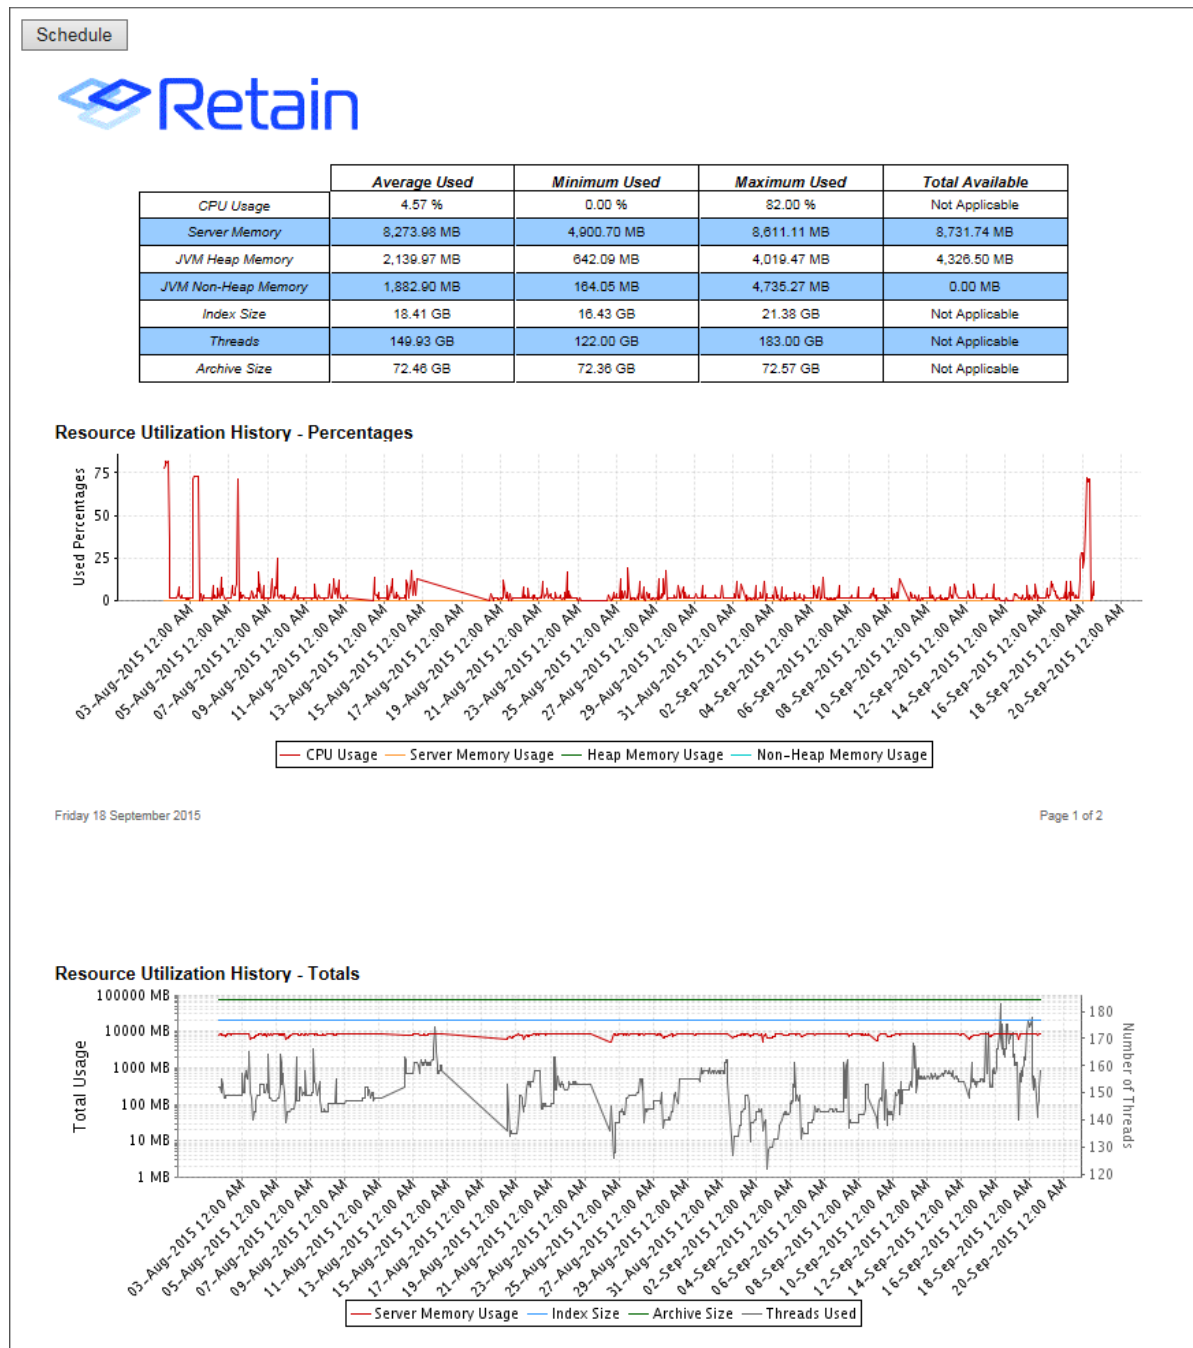 Schedule
Retain
Average Used Minimum Used Maximum Used Total Available
CPU Usage 4.57 % 0.00 % 82.00 % Not Applicable
Server Memory 8,273.98 MB 4,900.70 MB 8,611.11 MB 8,731.74 MB
JVM Heap Memory 2,139.97 MB 642.09 MB 4,019.47 MB 4,326.50 MB
JVM Non-Heap Memory 1,882.90 MB 164.05 MB 4,735.27 MB 0.00 MB
Index Size 18.41 GB 16.43 GB 21.38 GB Not Applicable
Threads 149.93 GB 122.00 GB 183.00 GB Not Applicable
Archive Size 72.46 GB 72.36 GB 72.57 GB Not Applicable
Resource Utilization History - Percentages
Used Percentages
75
50
25
0
03-Aug-2015 12:00 AM
05-Aug-2015 12:00 AM
07-Aug-2015 12:00 AM
09-Aug-2015 12:00 AM
11-Aug-2015 12:00 AM
13-Aug-2015 12:00 AM
15-Aug-2015 12:00 AM
17-Aug-2015 12:00 AM
19-Aug-2015 12:00 AM
21-Aug-2015 12:00 AM
23-Aug-2015 12:00 AM
25-Aug-2015 12:00 AM
27-Aug-2015 12:00 AM
29-Aug-2015 12:00 AM
31-Aug-2015 12:00 AM
02-Sep-2015 12:00 AM
04-Sep-2015 12:00 AM
06-Sep-2015 12:00 AM
08-Sep-2015 12:00 AM
10-Sep-2015 12:00 AM
12-Sep-2015 12:00 AM
14-Sep-2015 12:00 AM
16-Sep-2015 12:00 AM
18-Sep-2015 12:00 AM
20-Sep-2015 12:00 AM
CPU Usage Server Memory Usage Heap Memory Usage Non-Heap Memory Usage
Friday 18 September 2015 Page 1 of 2
Resource Utilization History - Totals
Total Usage
100000 MB
10000 MB
1000 MB
100 MB
10 MB
1 MB
180
170
160
150
140
130
120
Number of Threads
03-Aug-2015 12:00 AM
05-Aug-2015 12:00 AM
07-Aug-2015 12:00 AM
09-Aug-2015 12:00 AM
11-Aug-2015 12:00 AM
13-Aug-2015 12:00 AM
15-Aug-2015 12:00 AM
17-Aug-2015 12:00 AM
19-Aug-2015 12:00 AM
21-Aug-2015 12:00 AM
23-Aug-2015 12:00 AM
25-Aug-2015 12:00 AM
27-Aug-2015 12:00 AM
29-Aug-2015 12:00 AM
31-Aug-2015 12:00 AM
02-Sep-2015 12:00 AM
04-Sep-2015 12:00 AM
06-Sep-2015 12:00 AM
08-Sep-2015 12:00 AM
10-Sep-2015 12:00 AM
12-Sep-2015 12:00 AM
14-Sep-2015 12:00 AM
16-Sep-2015 12:00 AM
18-Sep-2015 12:00 AM
20-Sep-2015 12:00 AM
Server Memory Usage Index Size Archive Size Threads Used